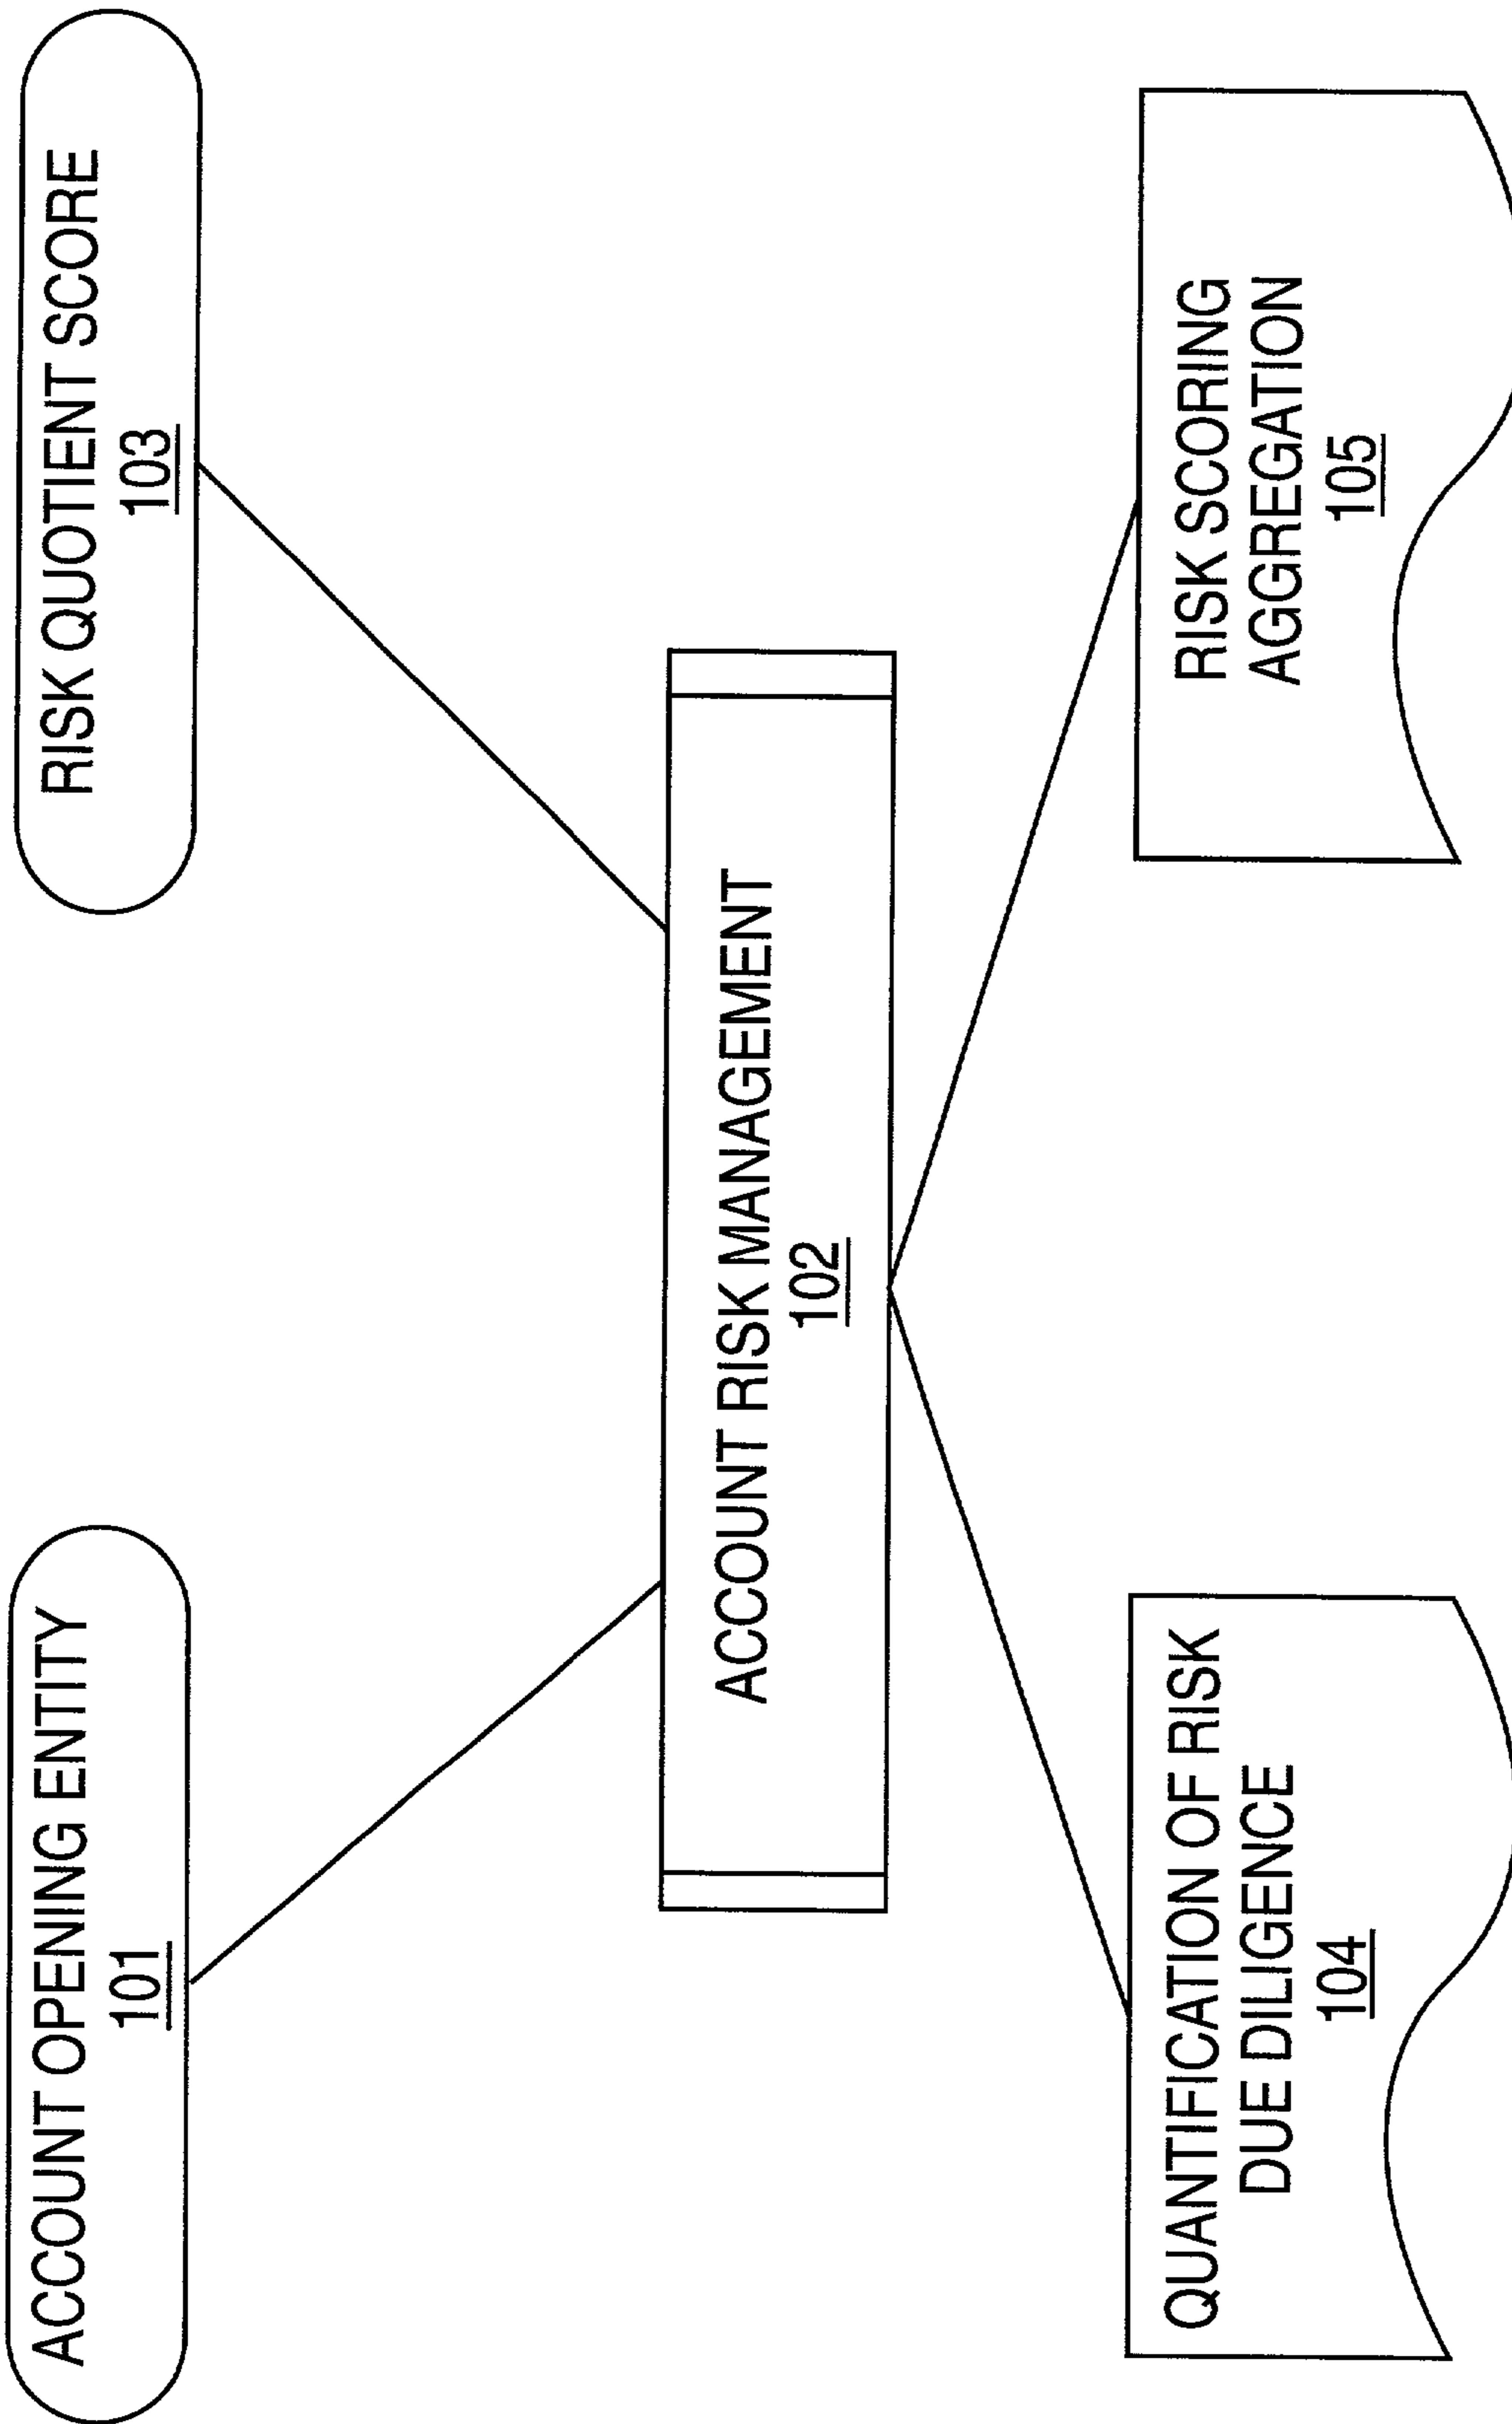 ACCOUNT OPENING ENTITY
101
RISK QUOTIENT SCORE
103
ACCOUNT RISK MANAGEMENT
102
QUANTIFICATION OF RISK
DUE DILIGENCE
104
RISK SCORING
AGGREGATION
105